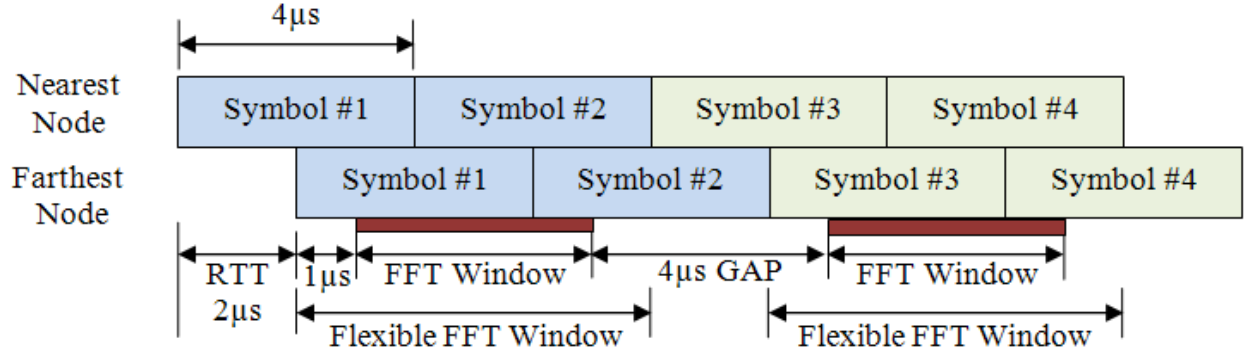 4μs
Nearest
Node
Symbol #1 Symbol #2 Symbol #3 Symbol #4
Farthest
Node
Symbol #1 Symbol #2 Symbol #3 Symbol #4
RTT
2μs
1μs
FFT Window
4μs GAP
FFT Window
Flexible FFT Window
Flexible FFT Window